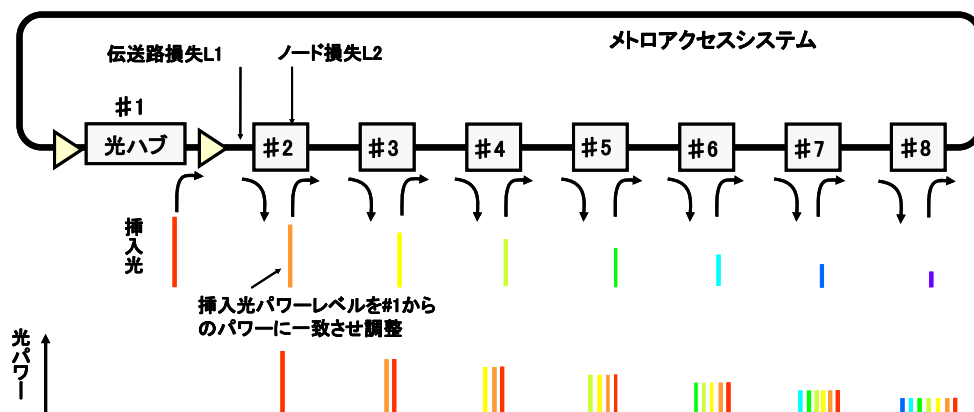 メトロアクセスシステム
伝送路損失L1
ノード損失L2
#1
光ハブ
#2
#3
#4
#5
#6
#7
#8
挿入光
挿入光パワーレベルを#1から
のパワーに一致させ調整
光パワー